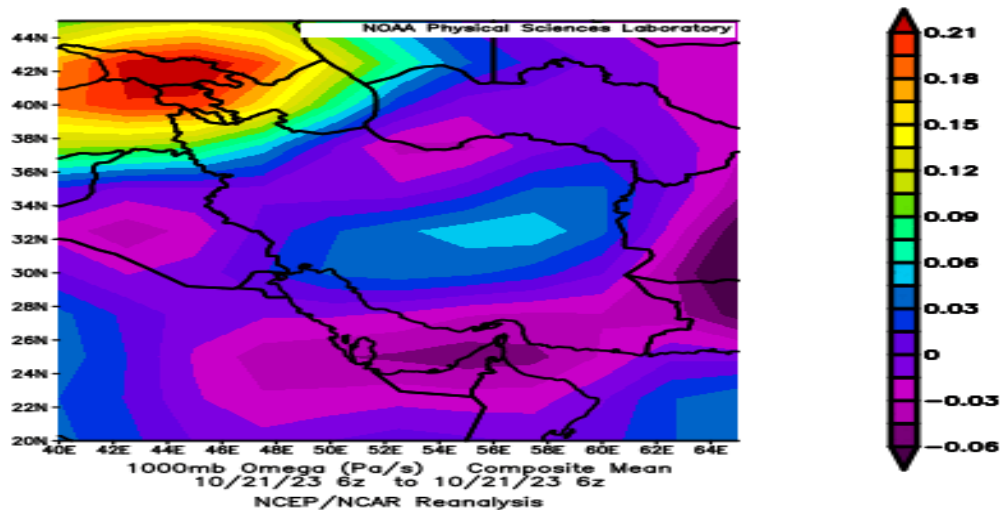 NOAA Physical Sciences Laboratory
44N
42N
40N
38N
36N
34N
32N
30N
28N
26N
24N
22N
20N
40E 42E 44E 46E 48E 50E 52E 54E 56E 58E 60E 62E 64E
0.21
0.18
0.15
0.12
0.09
0.06
0.03
0
-0.03
-0.06
1000mb Omega (Pa/s) Composite Mean
10/21/23 6z to 10/21/23 6z
NCEP/NCAR Reanalysis